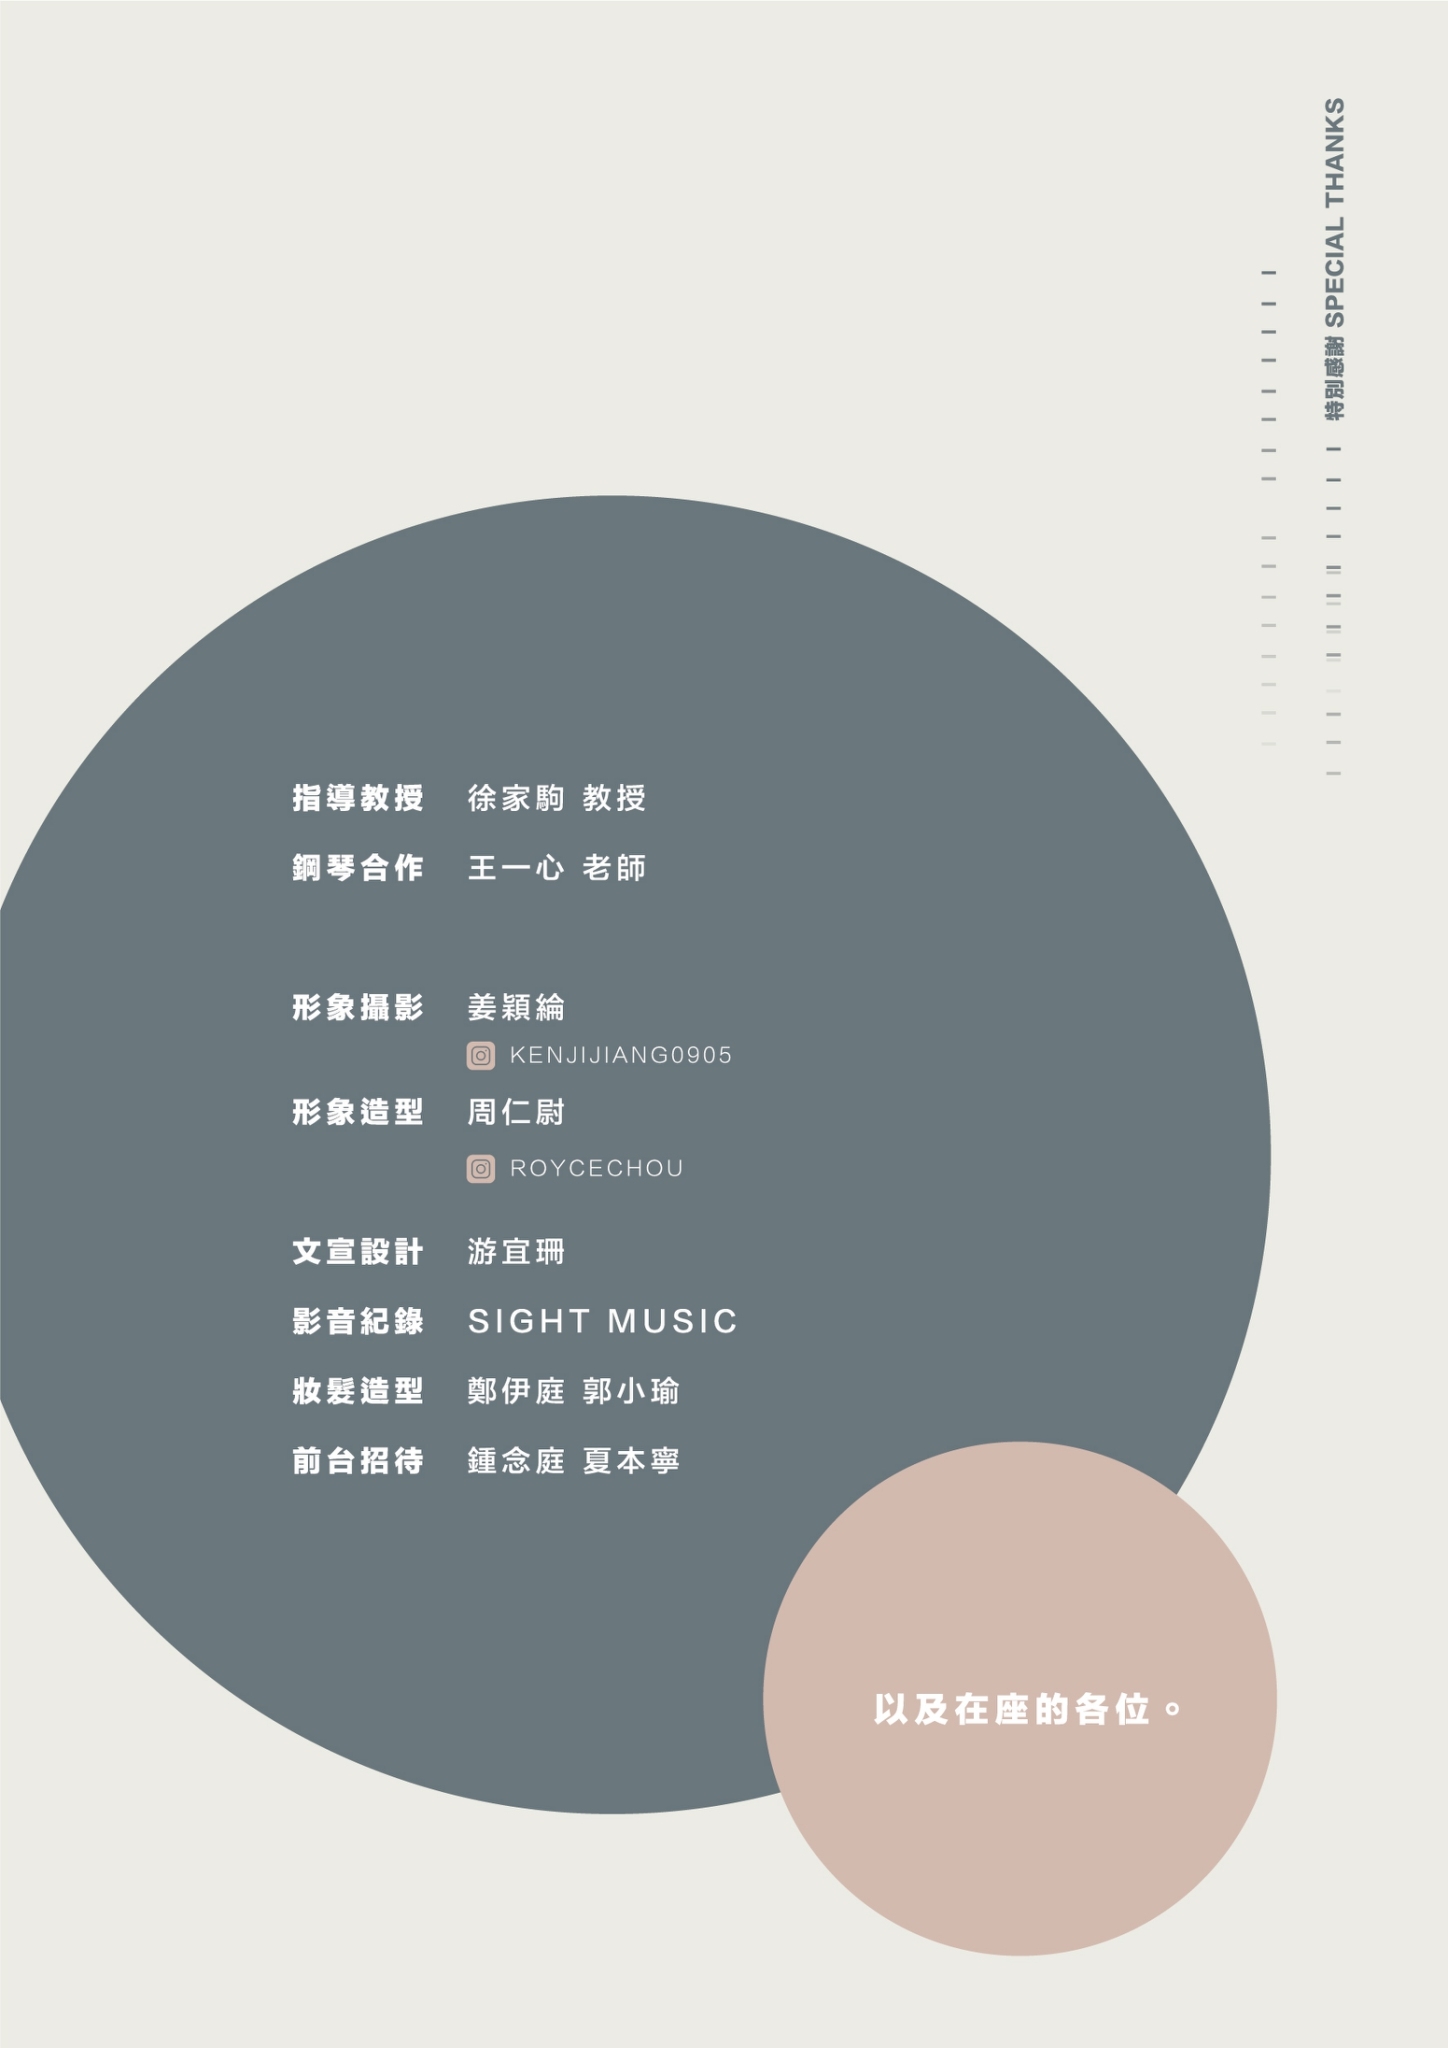 特別感謝 SPECIAL THANKS
指導教授 徐家駒 教授
鋼琴合作 王一心 老師
形象攝影 姜穎綸
KENJIJIANG0905
形象造型 周仁尉
ROYCECHOU
文宣設計 游宜珊
影音紀錄 SIGHT MUSIC
妝髮造型 鄭伊庭 郭小瑜
前台招待 鍾念庭 夏本寧
以及在座的各位。